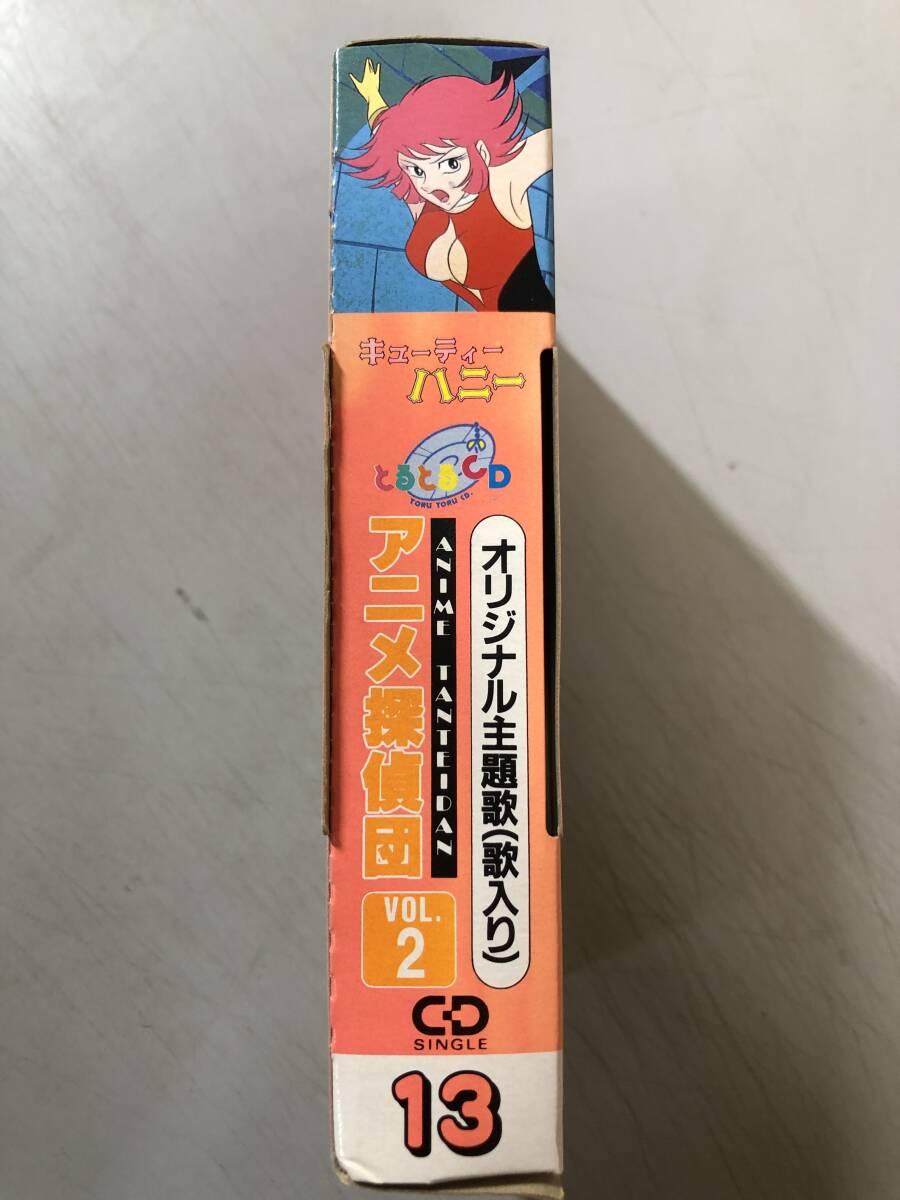 キューティー
ハニー
とるとるCD
TORU TORU CD.
オリジナル主題歌(歌入り)
ANIME TANTEIDAN
アニメ探偵団
VOL.
2
CD
SINGLE
13